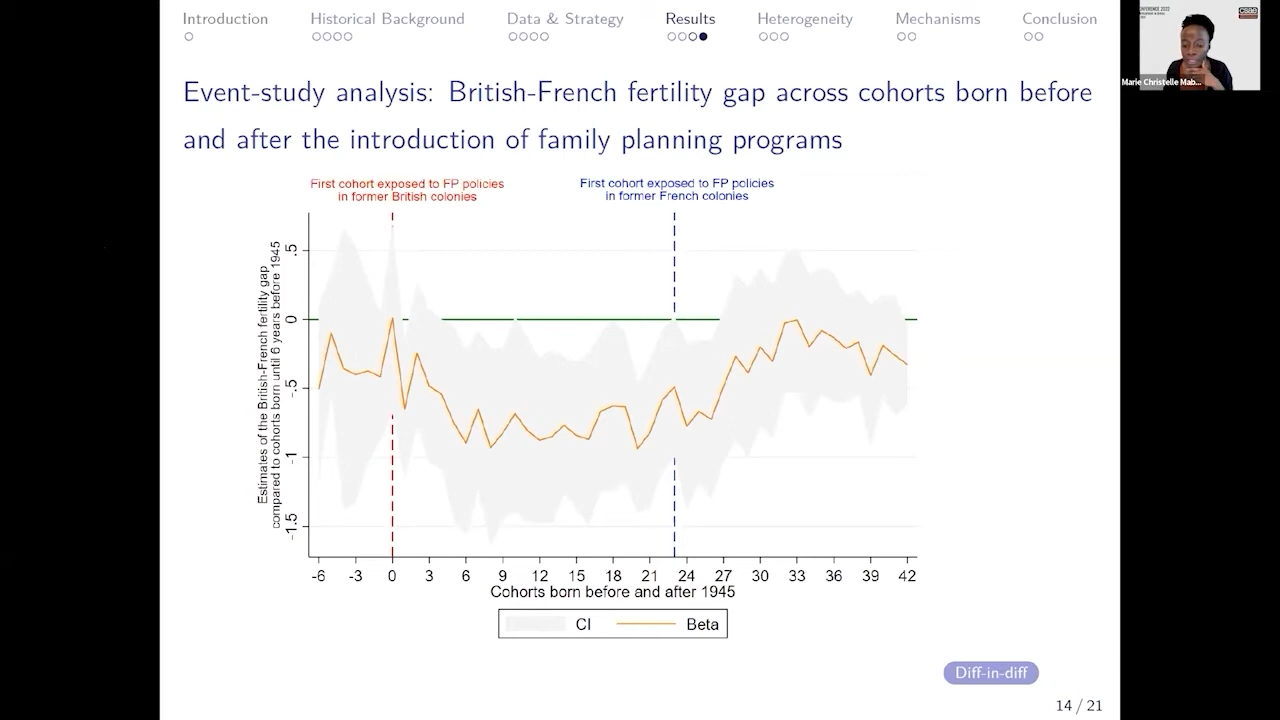 Introduction
Historical Background
Data & Strategy
Results
Heterogeneity
Mechanisms
Conclusion
ONFERENCE 2022
csae
Marie Christelle Mab...
Event-study analysis: British-French fertility gap across cohorts born before
and after the introduction of family planning programs
First cohort exposed to FP policies
in former British colonies
First cohort exposed to FP policies
in former French colonies
Estimates of the British-French fertility gap
compared to cohorts born until 6 years before 1945
.5
0
-.5
-1
-1.5
-6 -3 0 3 6 9 12 15 18 21 24 27 30 33 36 39 42
Cohorts born before and after 1945
CI
Beta
Diff-in-diff
14 / 21